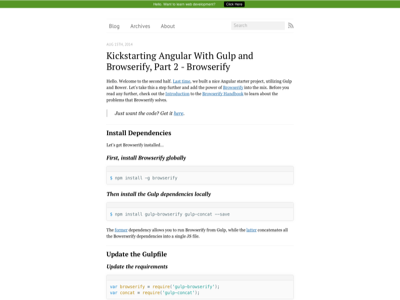 Hello. Want to learn web development? Click Here
Blog Archives About Search
AUG 27TH, 2014
Kickstarting Angular With Gulp and
Browserify, Part 2 - Browserify
Hello. Welcome to the second half. Last time, we built a nice Angular starter project, utilizing Gulp
and Bower. Let's take this a step further and add the power of Browserify into the mix. Before you
read any further, check out the Introduction to the Browserify Handbook to learn about the
problems that Browserify solves.
Just want the code? Get it here.
Install Dependencies
Let's get Browserify installed...
First, install Browserify globally
$ npm install -g browserify
Then install the Gulp dependencies locally
$ npm install gulp-browserify gulp-concat --save
The former dependency allows you to run Browserify from Gulp, while the latter concatenates all
the Bowerserify dependencies into a single JS file.
Update the Gulpfile
Update the requirements
var browserify = require('gulp-browserify');
var concat = require('gulp-concat');